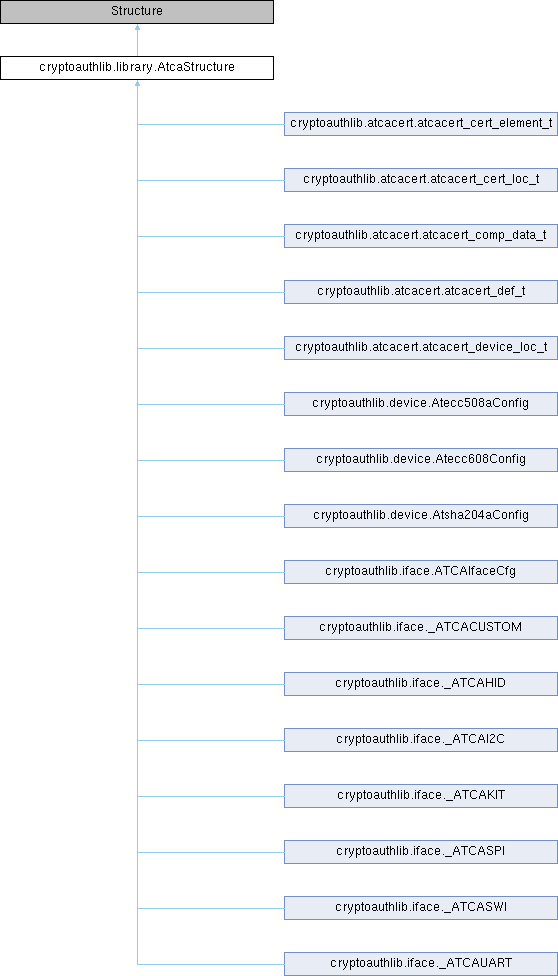 Structure
cryptoauthlib.library.AtcaStructure
cryptoauthlib.atcacert.atcacert_cert_element_t
cryptoauthlib.atcacert.atcacert_cert_loc_t
cryptoauthlib.atcacert.atcacert_comp_data_t
cryptoauthlib.atcacert.atcacert_def_t
cryptoauthlib.atcacert.atcacert_device_loc_t
cryptoauthlib.device.Atecc508aConfig
cryptoauthlib.device.Atecc608Config
cryptoauthlib.device.Atsha204aConfig
cryptoauthlib.iface.ATCAIfaceCfg
cryptoauthlib.iface._ATCACUSTOM
cryptoauthlib.iface._ATCAHID
cryptoauthlib.iface._ATCAI2C
cryptoauthlib.iface._ATCAKIT
cryptoauthlib.iface._ATCASPI
cryptoauthlib.iface._ATCASWI
cryptoauthlib.iface._ATCAUART